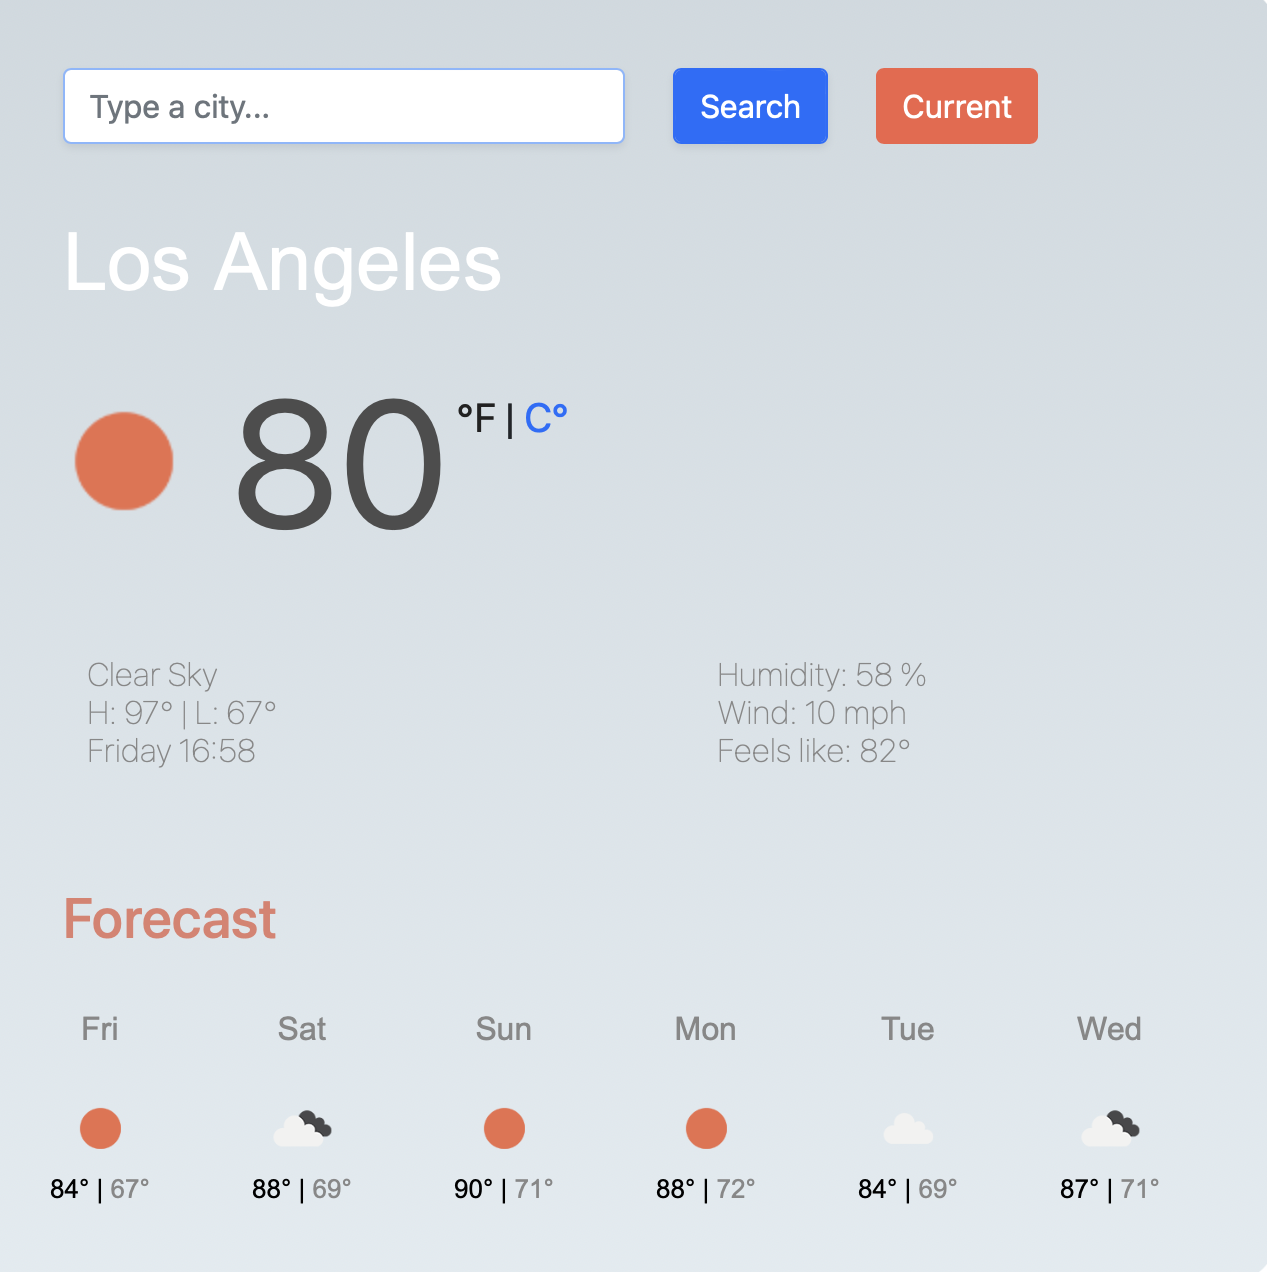 Type a city...
Search
Current
Los Angeles
80 °F | C°
Clear Sky
H: 97° | L: 67°
Friday 16:58
Humidity: 58 %
Wind: 10 mph
Feels like: 82°
Forecast
Fri Sat Sun Mon Tue Wed
84° | 67° 88° | 69° 90° | 71° 88° | 72° 84° | 69° 87° | 71°